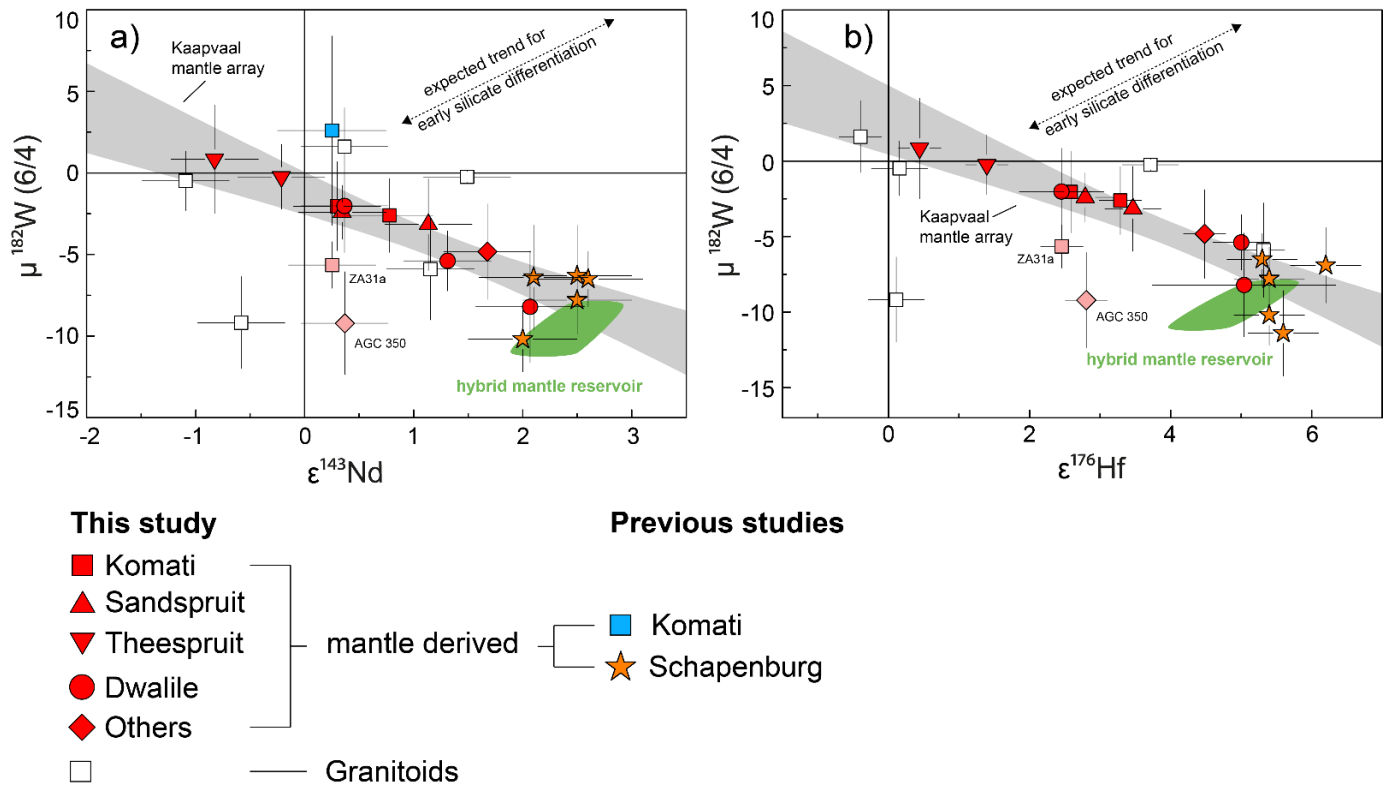 a)
Kaapvaal
mantle array
expected trend for
early silicate differentiation
ZA31a
AGC 350
hybrid mantle reservoir
μ¹⁸²W (6/4)
10
5
0
-5
-10
-15
-2
-1
0
1
2
3
ε¹⁴³Nd
b)
expected trend for
early silicate differentiation
Kaapvaal
mantle array
ZA31a
AGC 350
hybrid mantle reservoir
μ¹⁸²W (6/4)
10
5
0
-5
-10
-15
0
2
4
6
ε¹⁷⁶Hf
This study
Komati
Sandspruit
Theespruit
Dwalile
Others
Granitoids
mantle derived
Previous studies
Komati
Schapenburg